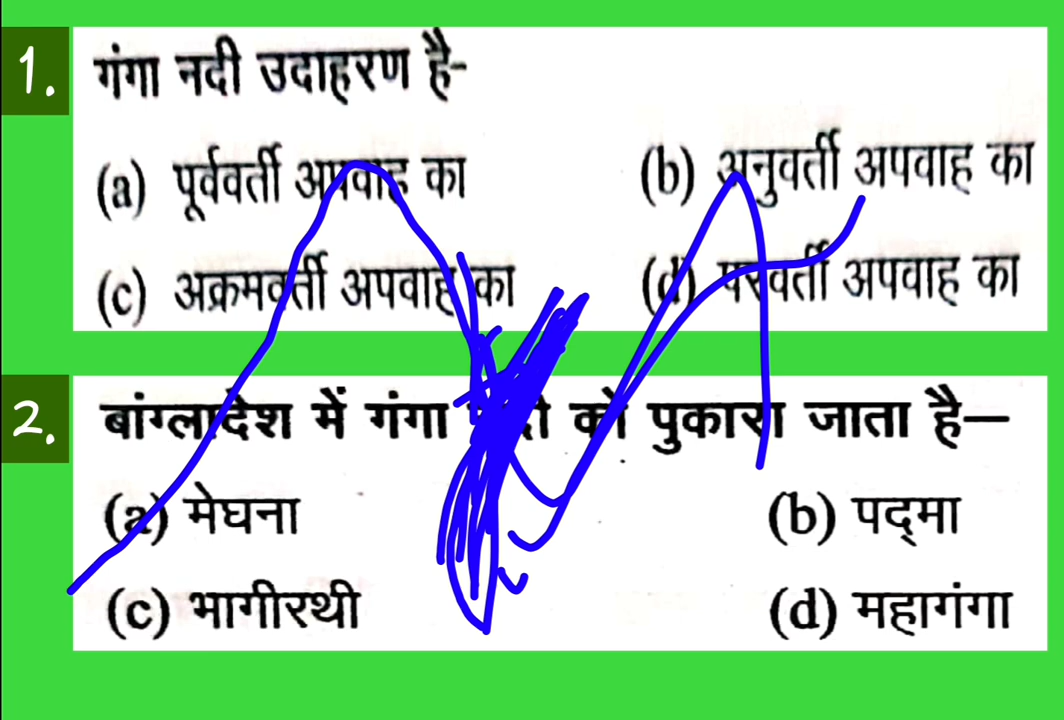 1. गंगा नदी उदाहरण है-
(a) पूर्ववर्ती अपवाह का (b) अनुवर्ती अपवाह का
(c) अक्रमवर्ती अपवाह का (d) परवर्ती अपवाह का
2. बांग्लादेश में गंगा नदी को पुकारा जाता है—
(a) मेघना (b) पद्मा
(c) भागीरथी (d) महागंगा